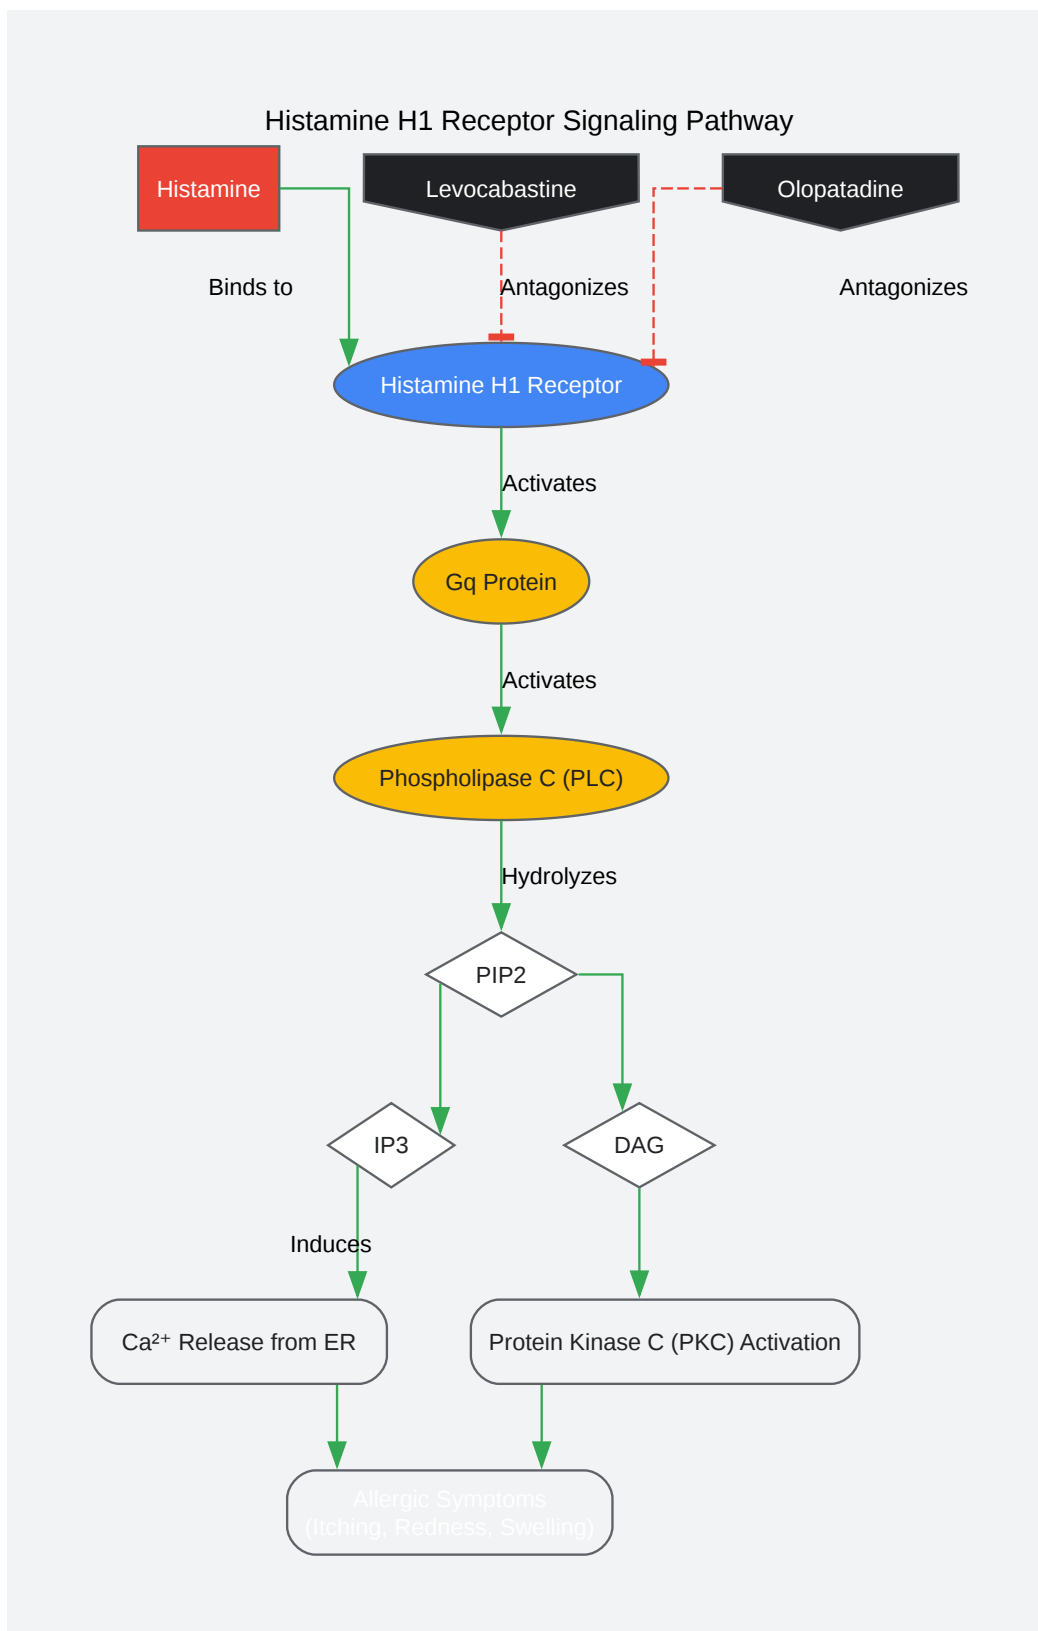 Histamine H1 Receptor Signaling Pathway
Histamine
Levocabastine
Olopatadine
Binds to
Antagonizes
Antagonizes
Histamine H1 Receptor
Activates
Gq Protein
Activates
Phospholipase C (PLC)
Hydrolyzes
PIP2
IP3
DAG
Induces
Ca²⁺ Release from ER
Protein Kinase C (PKC) Activation
Allergic Symptoms
(Itching, Redness, Swelling)